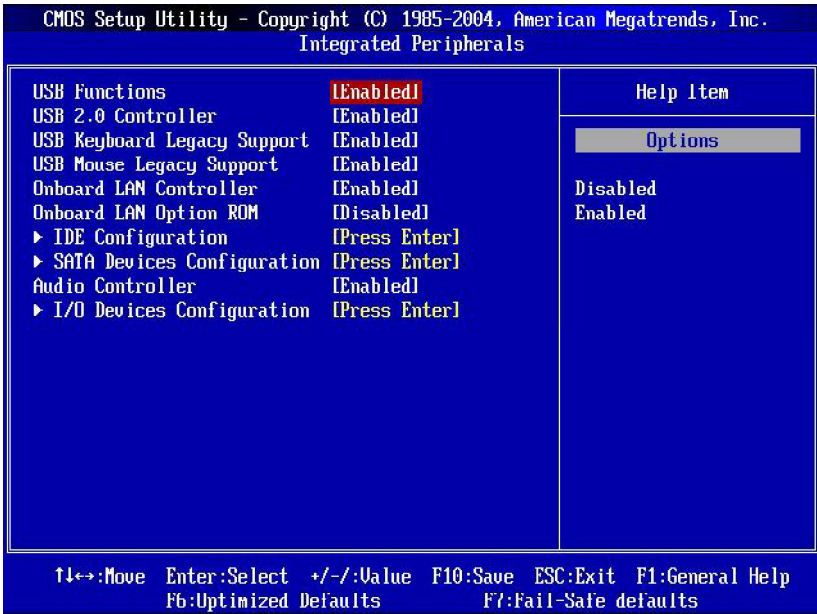 CMOS Setup Utility - Copyright (C) 1985-2004, American Megatrends, Inc.
Integrated Peripherals
USB Functions [Enabled]
USB 2.0 Controller [Enabled]
USB Keyboard Legacy Support [Enabled]
USB Mouse Legacy Support [Enabled]
Onboard LAN Controller [Enabled]
Onboard LAN Option ROM [Disabled]
► IDE Configuration [Press Enter]
► SATA Devices Configuration [Press Enter]
Audio Controller [Enabled]
► I/O Devices Configuration [Press Enter]
Help Item
Options
Disabled
Enabled
↑↓←→:Move Enter:Select +/-/:Value F10:Save ESC:Exit F1:General Help
F6:Optimized Defaults F7:Fail-Safe defaults